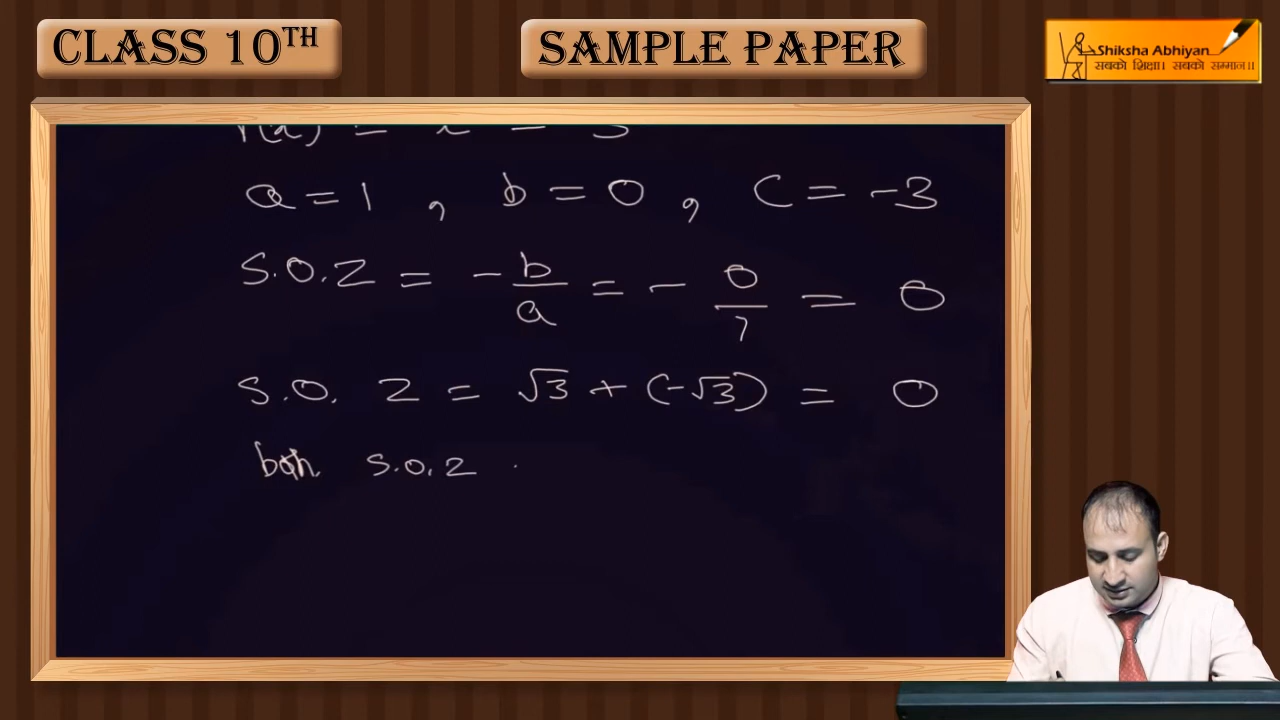 CLASS 10TH
SAMPLE PAPER
Shiksha Abhiyan
सबको शिक्षा। सबको सम्मान।।
a = 1 , b = 0 , c = -3
S.O.Z = - b/a = - 0/1 = 0
S.O. Z = √3 + (-√3) = 0
both S.O.Z